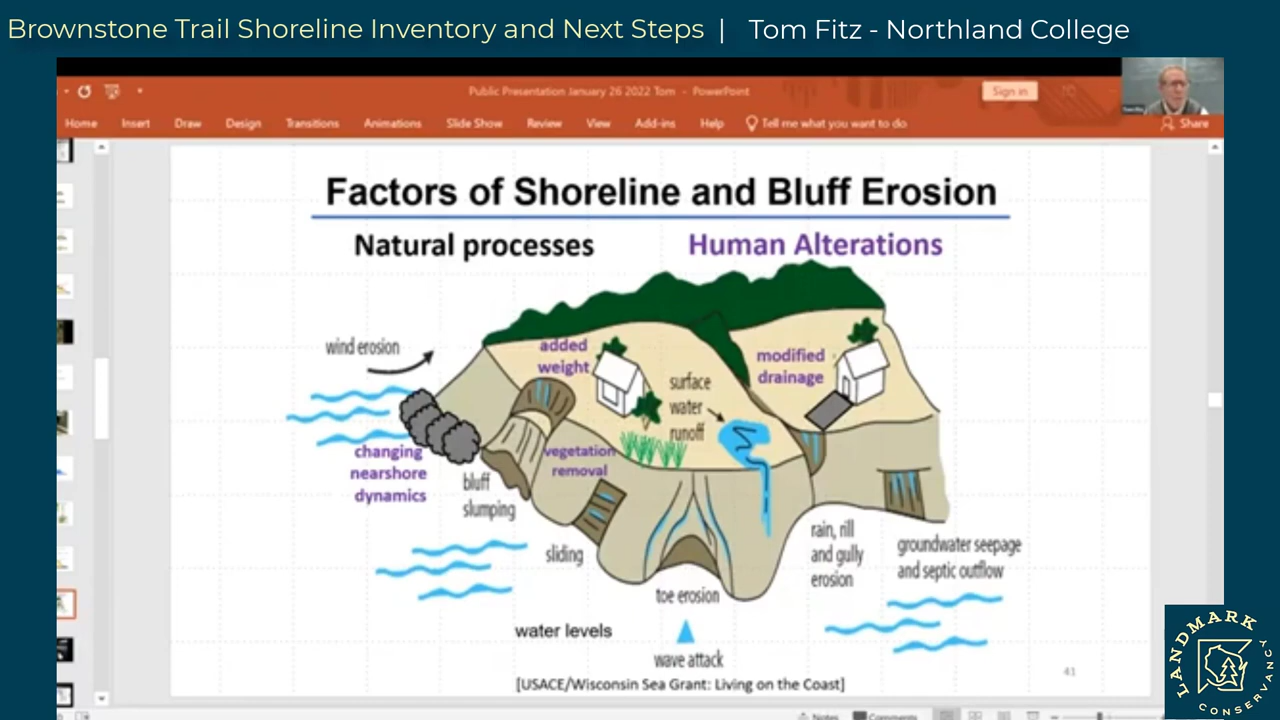 Brownstone Trail Shoreline Inventory and Next Steps | Tom Fitz - Northland College
Public Presentation January 26 2022 Tom - PowerPoint
Sign in
Home Insert Draw Design Transitions Animations Slide Show Review View Add-ins Help Tell me what you want to do
Share
Factors of Shoreline and Bluff Erosion
Natural processes
Human Alterations
wind erosion
added
weight
modified
drainage
surface
water
runoff
changing
nearshore
dynamics
vegetation
removal
bluff
slumping
sliding
rain, rill
and gully
erosion
groundwater seepage
and septic outflow
toe erosion
water levels
wave attack
41
[USACE/Wisconsin Sea Grant: Living on the Coast]
Notes
Comments
LANDMARK
CONSERVANCY